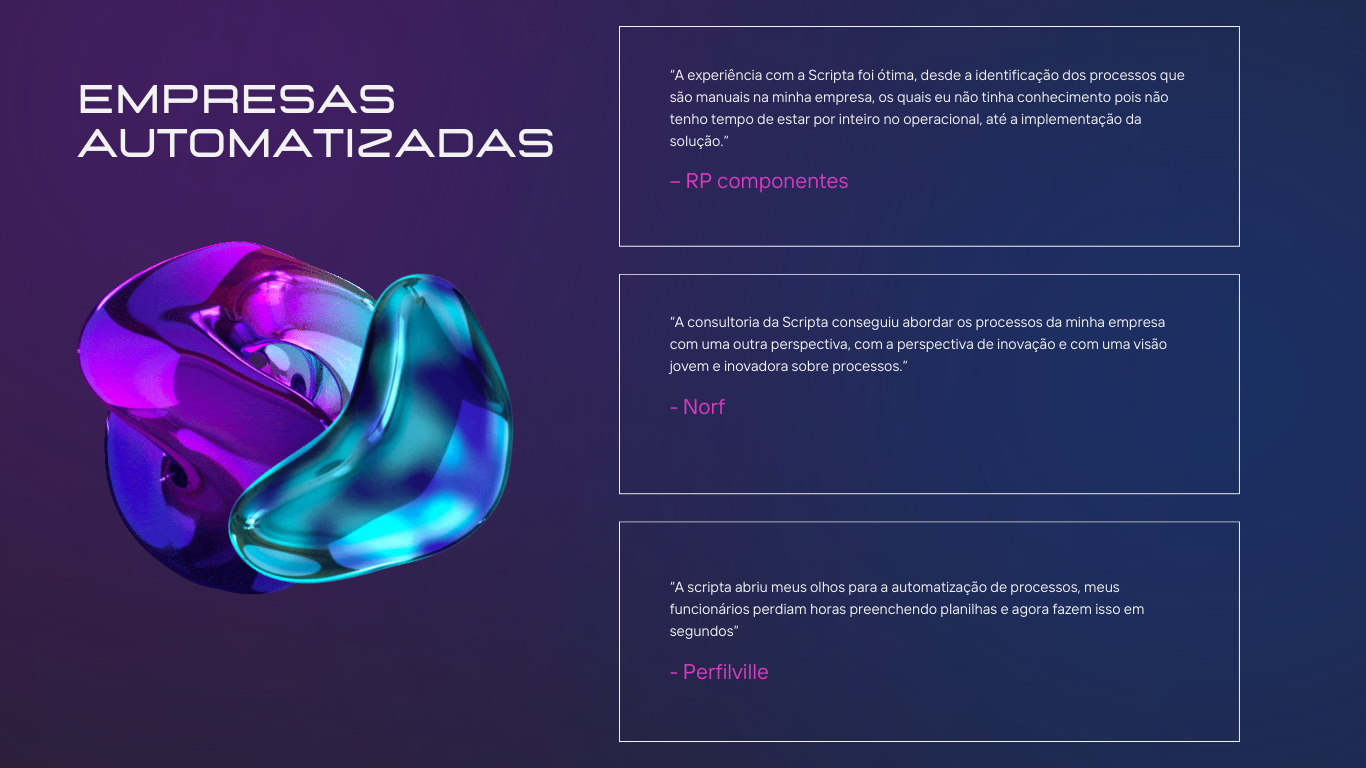 EMPRESAS
AUTOMATIZADAS
“A experiência com a Scripta foi ótima, desde a identificação dos processos que
são manuais na minha empresa, os quais eu não tinha conhecimento pois não
tenho tempo de estar por inteiro no operacional, até a implementação da
solução.”
– RP componentes
“A consultoria da Scripta conseguiu abordar os processos da minha empresa
com uma outra perspectiva, com a perspectiva de inovação e com uma visão
jovem e inovadora sobre processos.”
- Norf
“A scripta abriu meus olhos para a automatização de processos, meus
funcionários perdiam horas preenchendo planilhas e agora fazem isso em
segundos”
- Perfilville